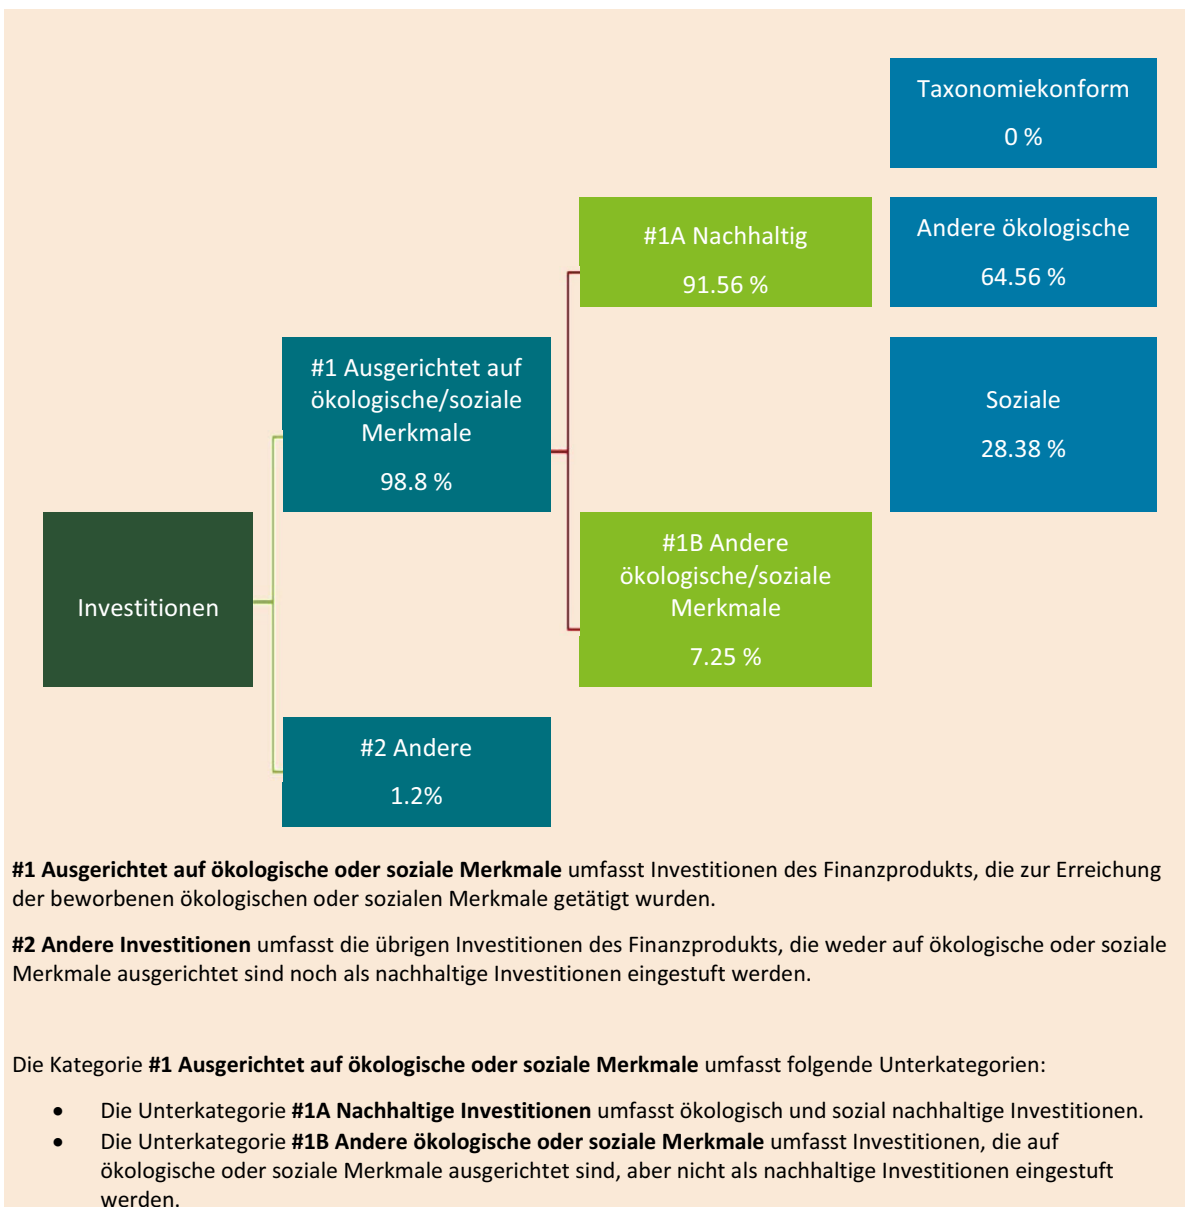 Taxonomiekonform
0 %
#1A Nachhaltig
91.56 %
Andere ökologische
64.56 %
#1 Ausgerichtet auf
ökologische/soziale
Merkmale
98.8 %
Soziale
28.38 %
Investitionen
#1B Andere
ökologische/soziale
Merkmale
7.25 %
#2 Andere
1.2%
#1 Ausgerichtet auf ökologische oder soziale Merkmale umfasst Investitionen des Finanzprodukts, die zur Erreichung
der beworbenen ökologischen oder sozialen Merkmale getätigt wurden.
#2 Andere Investitionen umfasst die übrigen Investitionen des Finanzprodukts, die weder auf ökologische oder soziale
Merkmale ausgerichtet sind noch als nachhaltige Investitionen eingestuft werden.
Die Kategorie #1 Ausgerichtet auf ökologische oder soziale Merkmale umfasst folgende Unterkategorien:
• Die Unterkategorie #1A Nachhaltige Investitionen umfasst ökologisch und sozial nachhaltige Investitionen.
• Die Unterkategorie #1B Andere ökologische oder soziale Merkmale umfasst Investitionen, die auf
ökologische oder soziale Merkmale ausgerichtet sind, aber nicht als nachhaltige Investitionen eingestuft
werden.